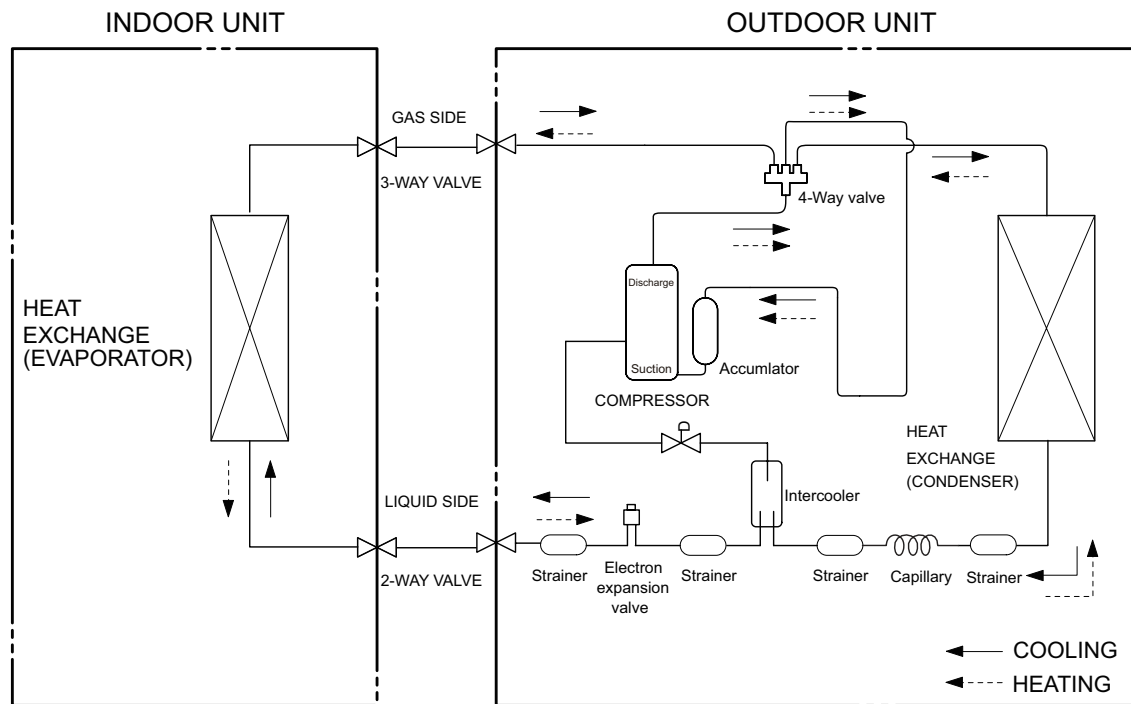 INDOOR UNIT
OUTDOOR UNIT
GAS SIDE
3-WAY VALVE
4-Way valve
HEAT
EXCHANGE
(EVAPORATOR)
Discharge
Suction
Accumlator
COMPRESSOR
HEAT
EXCHANGE
(CONDENSER)
Intercooler
LIQUID SIDE
2-WAY VALVE
Strainer
Electron
expansion
valve
Strainer
Strainer
Capillary
Strainer
COOLING
HEATING